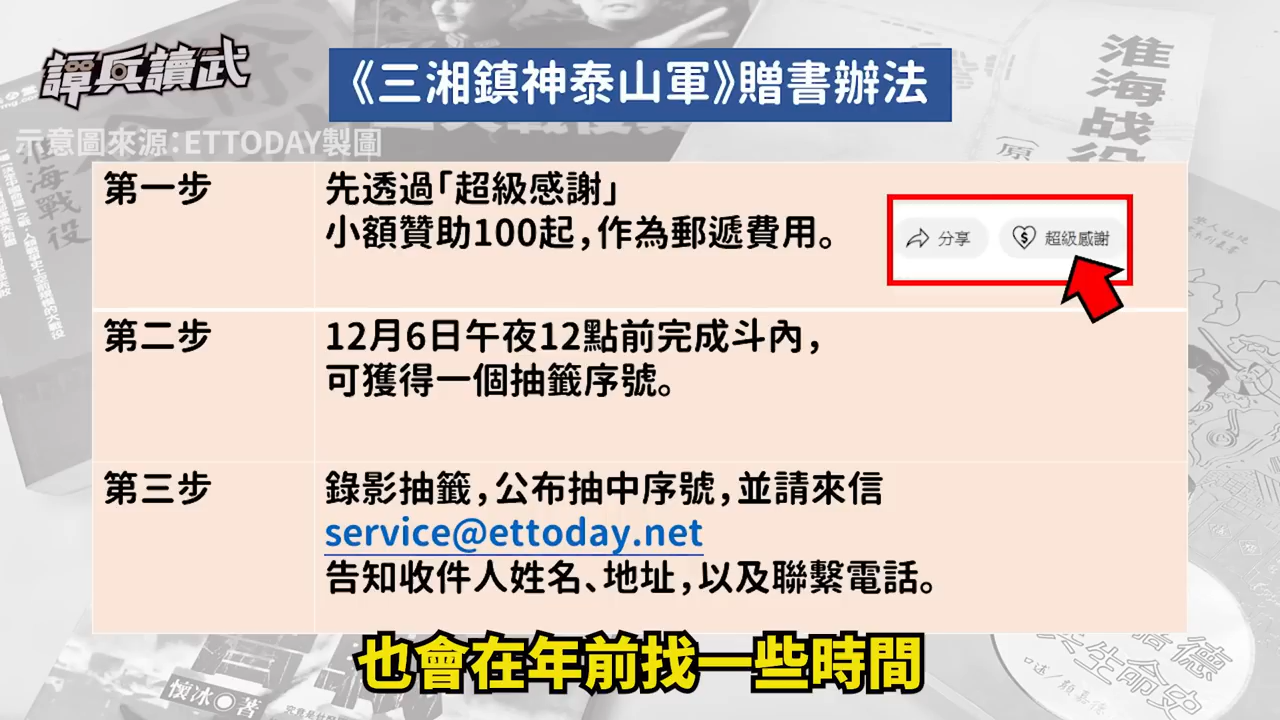 譚兵讀武
《三湘鎮神泰山軍》贈書辦法
示意圖來源：ETTODAY製圖
第一步
先透過「超級感謝」
小額贊助100起，作為郵遞費用。
分享
超級感謝
第二步
12月6日午夜12點前完成斗內，
可獲得一個抽籤序號。
第三步
錄影抽籤，公布抽中序號，並請來信
service@ettoday.net
告知收件人姓名、地址，以及聯繫電話。
也會在年前找一些時間
淮海战役
（原
淮海戰役
懷冰◎著